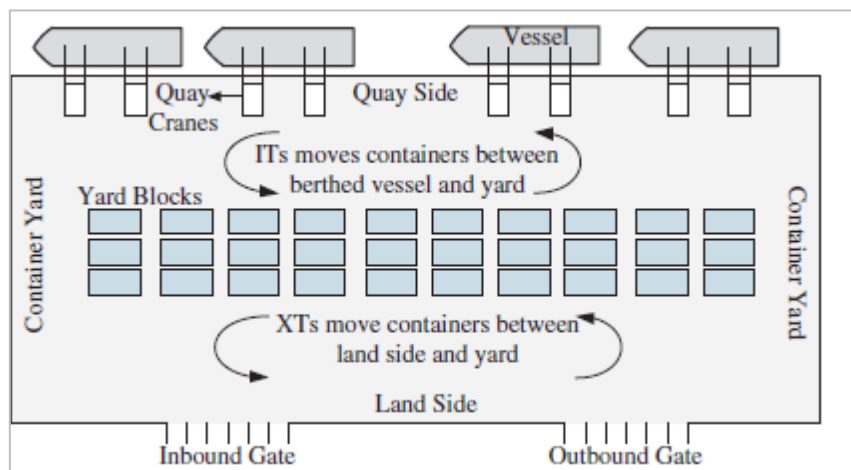 Vessel
Quay
Cranes
Quay Side
ITs moves containers between
berthed vessel and yard
Yard Blocks
Container Yard
Container Yard
XTs move containers between
land side and yard
Land Side
Inbound Gate
Outbound Gate